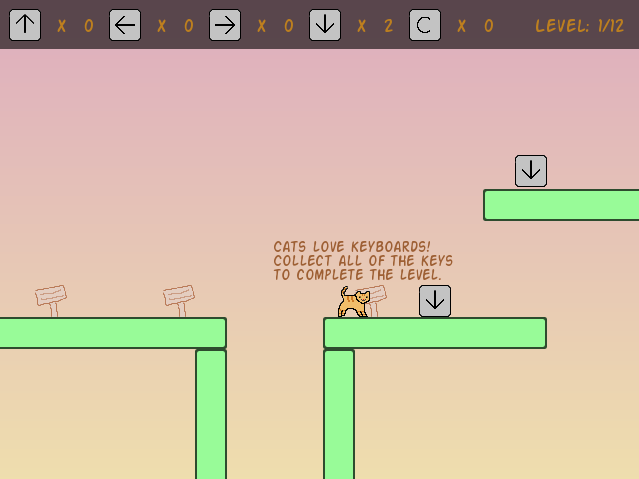 ↑ X 0 ← X 0 → X 0 ↓ X 2 C X 0 LEVEL: 1/12
↓
CATS LOVE KEYBOARDS!
COLLECT ALL OF THE KEYS
TO COMPLETE THE LEVEL.
↓